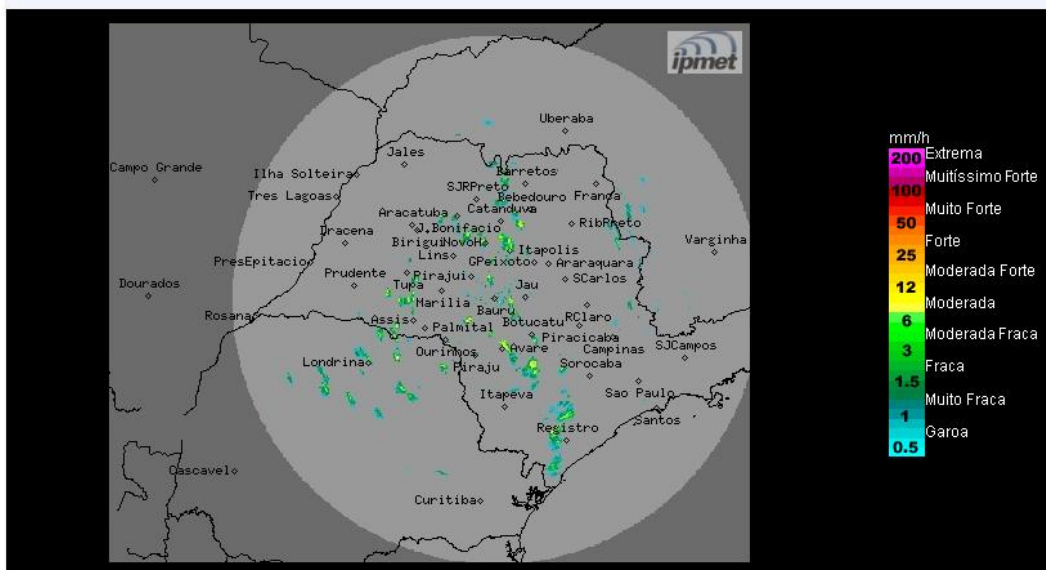 ipmet
Uberaba
Jales
Campo Grande
Ilha Solteira
Barretos
SJRPreto
Tres Lagoas
Bebedouro
Franca
Aracatuba
Catanduva
J.Bonifacio
RibPreto
Dracena
Birigui
NovoH
Itapolis
Varginha
Lins
PresEpitacio
GPeixoto
Araraquara
Prudente
Pirajui
SCarlos
Dourados
Tupa
Jau
Marilia
Bauru
Rosana
Assis
Palmital
Botucatu
RClaro
Piracicaba
Ourinhos
Avare
Campinas
SJCampos
Londrina
Piraju
Sorocaba
Itapeva
Sao Paulo
Santos
Registro
Cascavel
Curitiba
mm/h
200 Extrema
Muitíssimo Forte
100
Muito Forte
50
Forte
25
Moderada Forte
12
Moderada
6
Moderada Fraca
3
Fraca
1.5
Muito Fraca
1
Garoa
0.5